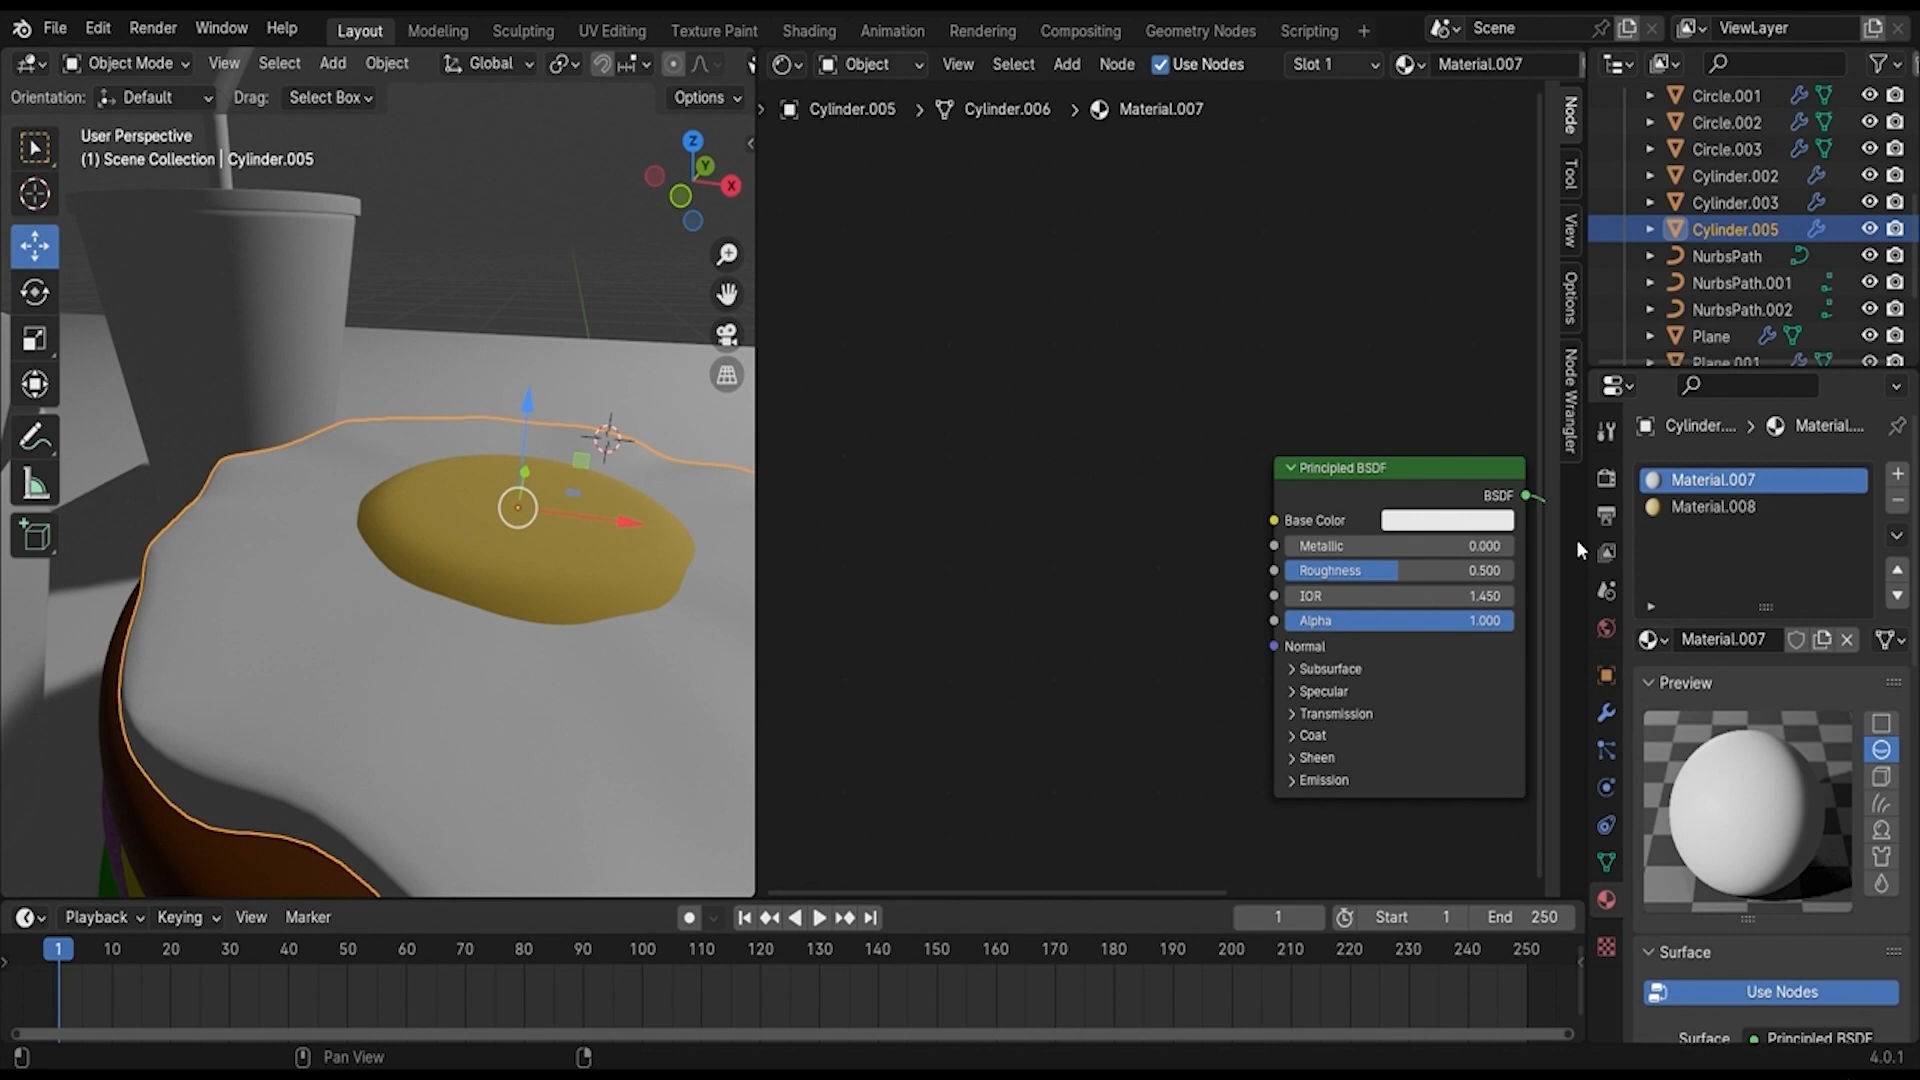 File Edit Render Window Help Layout Modeling Sculpting UV Editing Texture Paint Shading Animation Rendering Compositing Geometry Nodes Scripting + Scene ViewLayer
Object Mode View Select Add Object Global Object View Select Add Node Use Nodes Slot 1 Material.007
Orientation: Default Drag: Select Box Options
Cylinder.005 > Cylinder.006 > Material.007
User Perspective
(1) Scene Collection | Cylinder.005
Z
Y
X
Node
Tool
View
Options
Node Wrangler
Circle.001
Circle.002
Circle.003
Cylinder.002
Cylinder.003
Cylinder.005
NurbsPath
NurbsPath.001
NurbsPath.002
Plane
Plane.001
Cylinder.... > Material....
Material.007
Material.008
Material.007
Preview
Surface
Use Nodes
Surface Principled BSDF
Principled BSDF
BSDF
Base Color
Metallic 0.000
Roughness 0.500
IOR 1.450
Alpha 1.000
Normal
Subsurface
Specular
Transmission
Coat
Sheen
Emission
Playback Keying View Marker 1 Start 1 End 250
1 10 20 30 40 50 60 70 80 90 100 110 120 130 140 150 160 170 180 190 200 210 220 230 240 250
Pan View
4.0.1